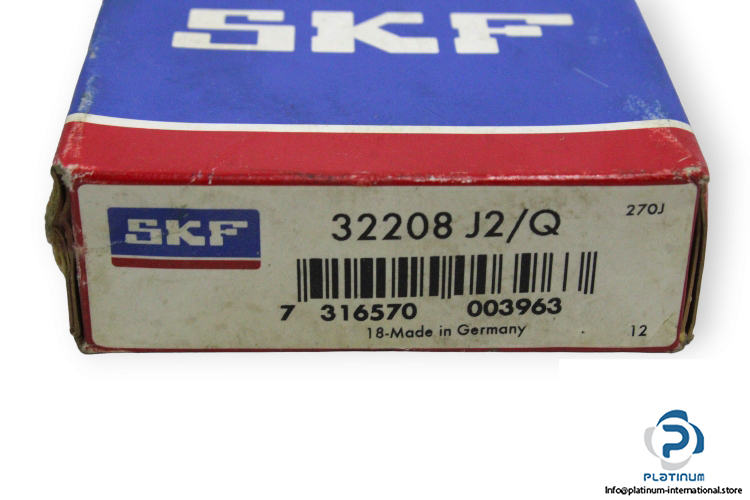 SKF
270J
SKF
32208 J2/Q
7 316570 003963
18-Made in Germany
12
PLATINUM
Info@platinum-international.store